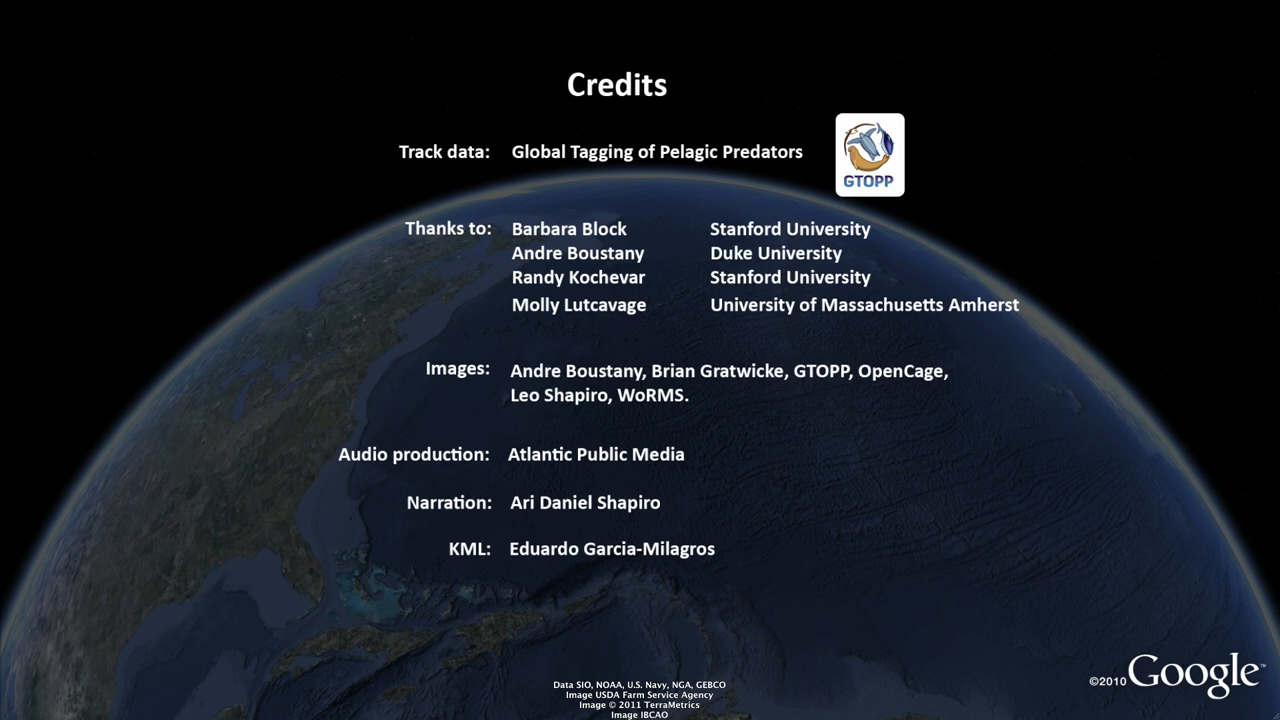 Credits
Track data: Global Tagging of Pelagic Predators
GTOPP
Thanks to: Barbara Block Stanford University
Andre Boustany Duke University
Randy Kochevar Stanford University
Molly Lutcavage University of Massachusetts Amherst
Images: Andre Boustany, Brian Gratwicke, GTOPP, OpenCage,
Leo Shapiro, WoRMS.
Audio production: Atlantic Public Media
Narration: Ari Daniel Shapiro
KML: Eduardo Garcia-Milagros
©2010 Google™
Data SIO, NOAA, U.S. Navy, NGA, GEBCO
Image USDA Farm Service Agency
Image © 2011 TerraMetrics
Image IBCAO